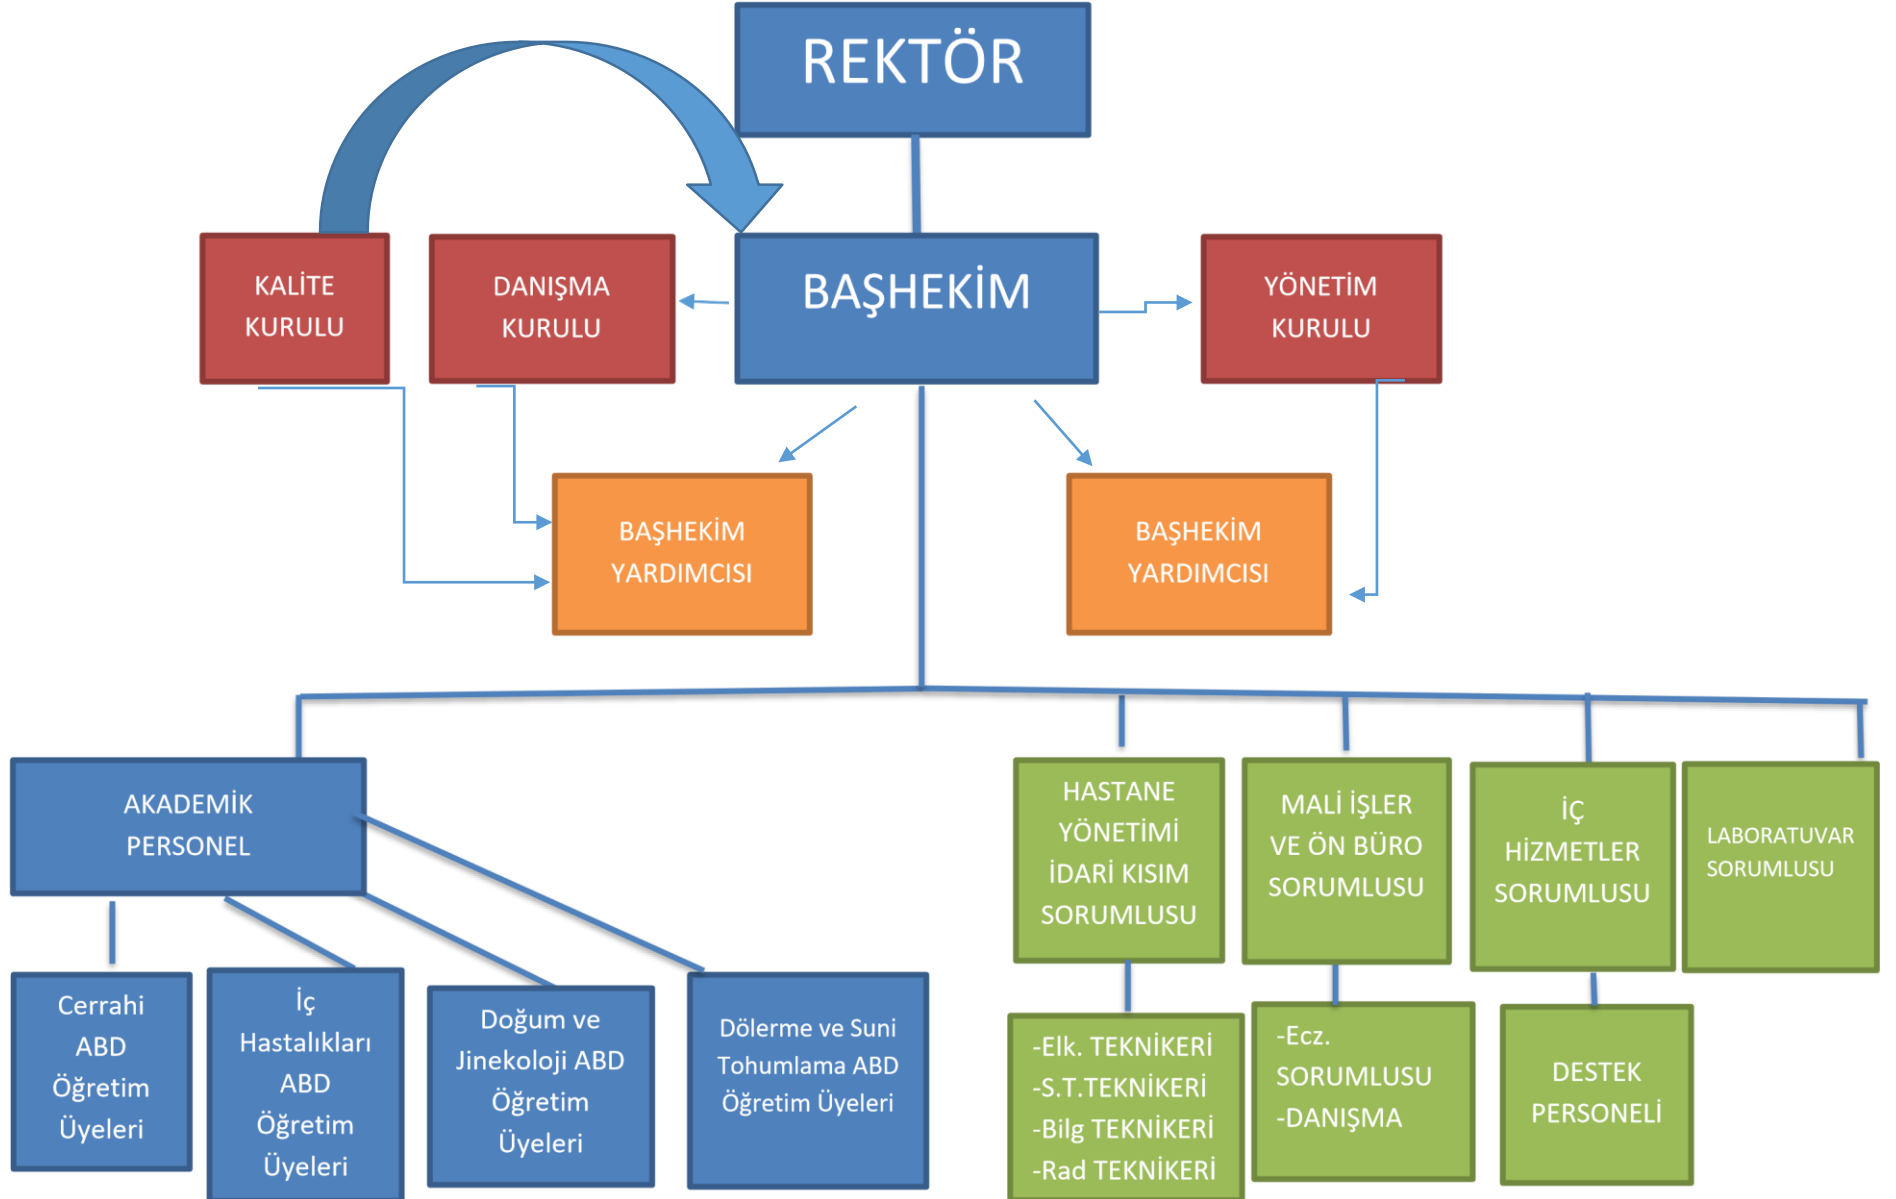 REKTÖR
KALİTE
KURULU
DANIŞMA
KURULU
BAŞHEKİM
YÖNETİM
KURULU
BAŞHEKİM
YARDIMCISI
BAŞHEKİM
YARDIMCISI
AKADEMİK
PERSONEL
HASTANE
YÖNETİMİ
İDARİ KISIM
SORUMLUSU
MALİ İŞLER
VE ÖN BÜRO
SORUMLUSU
İÇ
HİZMETLER
SORUMLUSU
LABORATUVAR
SORUMLUSU
Cerrahi
ABD
Öğretim
Üyeleri
İç
Hastalıkları
ABD
Öğretim
Üyeleri
Doğum ve
Jinekoloji ABD
Öğretim
Üyeleri
Dölerme ve Suni
Tohumlama ABD
Öğretim Üyeleri
-Elk. TEKNİKERİ
-S.T.TEKNİKERİ
-Bilg TEKNİKERİ
-Rad TEKNİKERİ
-Ecz.
SORUMLUSU
-DANIŞMA
DESTEK
PERSONELİ